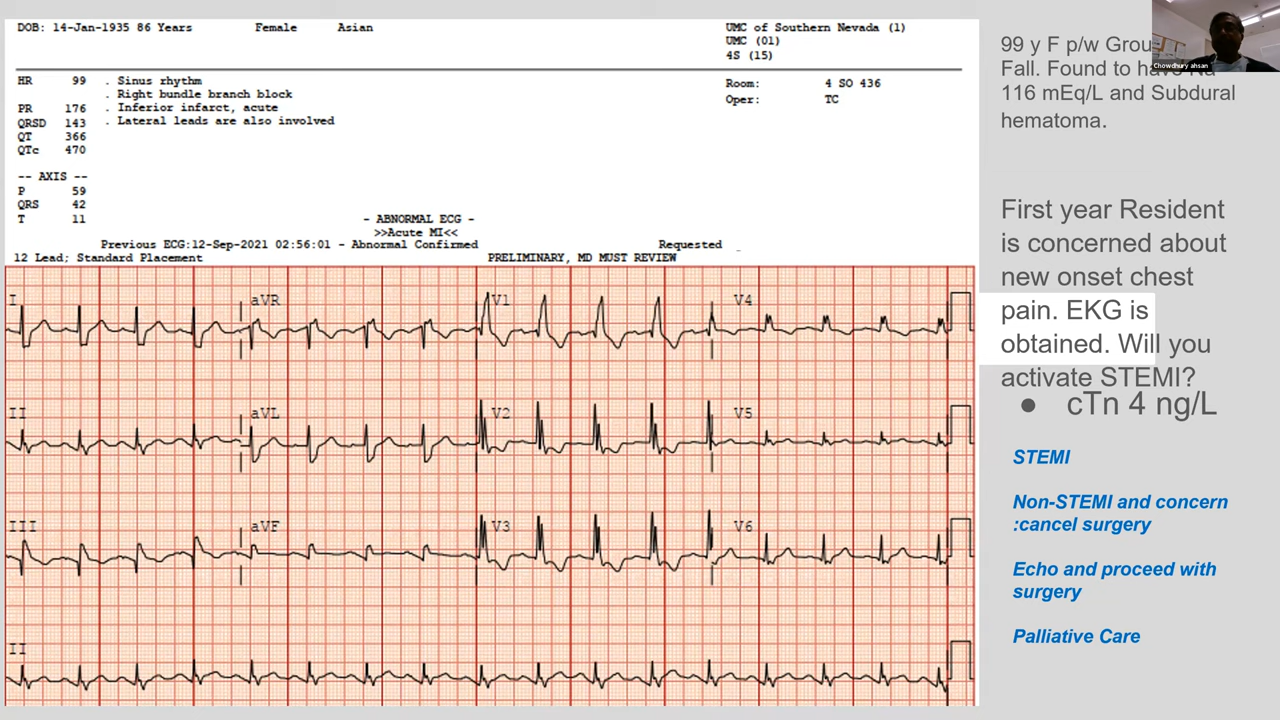 DOB: 14-Jan-1935 86 Years Female Asian
UMC of Southern Nevada (1)
UMC (01)
4S (15)
HR 99 . Sinus rhythm
. Right bundle branch block
PR 176 . Inferior infarct, acute
QRSD 143 . Lateral leads are also involved
QT 366
QTc 470
Room: 4 SO 436
Oper: TC
-- AXIS --
P 59
QRS 42
T 11
- ABNORMAL ECG -
>>Acute MI<<
Previous ECG:12-Sep-2021 02:56:01 - Abnormal Confirmed Requested
12 Lead; Standard Placement PRELIMINARY, MD MUST REVIEW
I aVR V1 V4
II aVL V2 V5
III aVF V3 V6
II
Chowdhury ahsan
99 y F p/w
Fall. Found to
116 mEq/L and Subdural
hematoma.
First year Resident
is concerned about
new onset chest
pain. EKG is
obtained. Will you
activate STEMI?
● cTn 4 ng/L
STEMI
Non-STEMI and concern
:cancel surgery
Echo and proceed with
surgery
Palliative Care